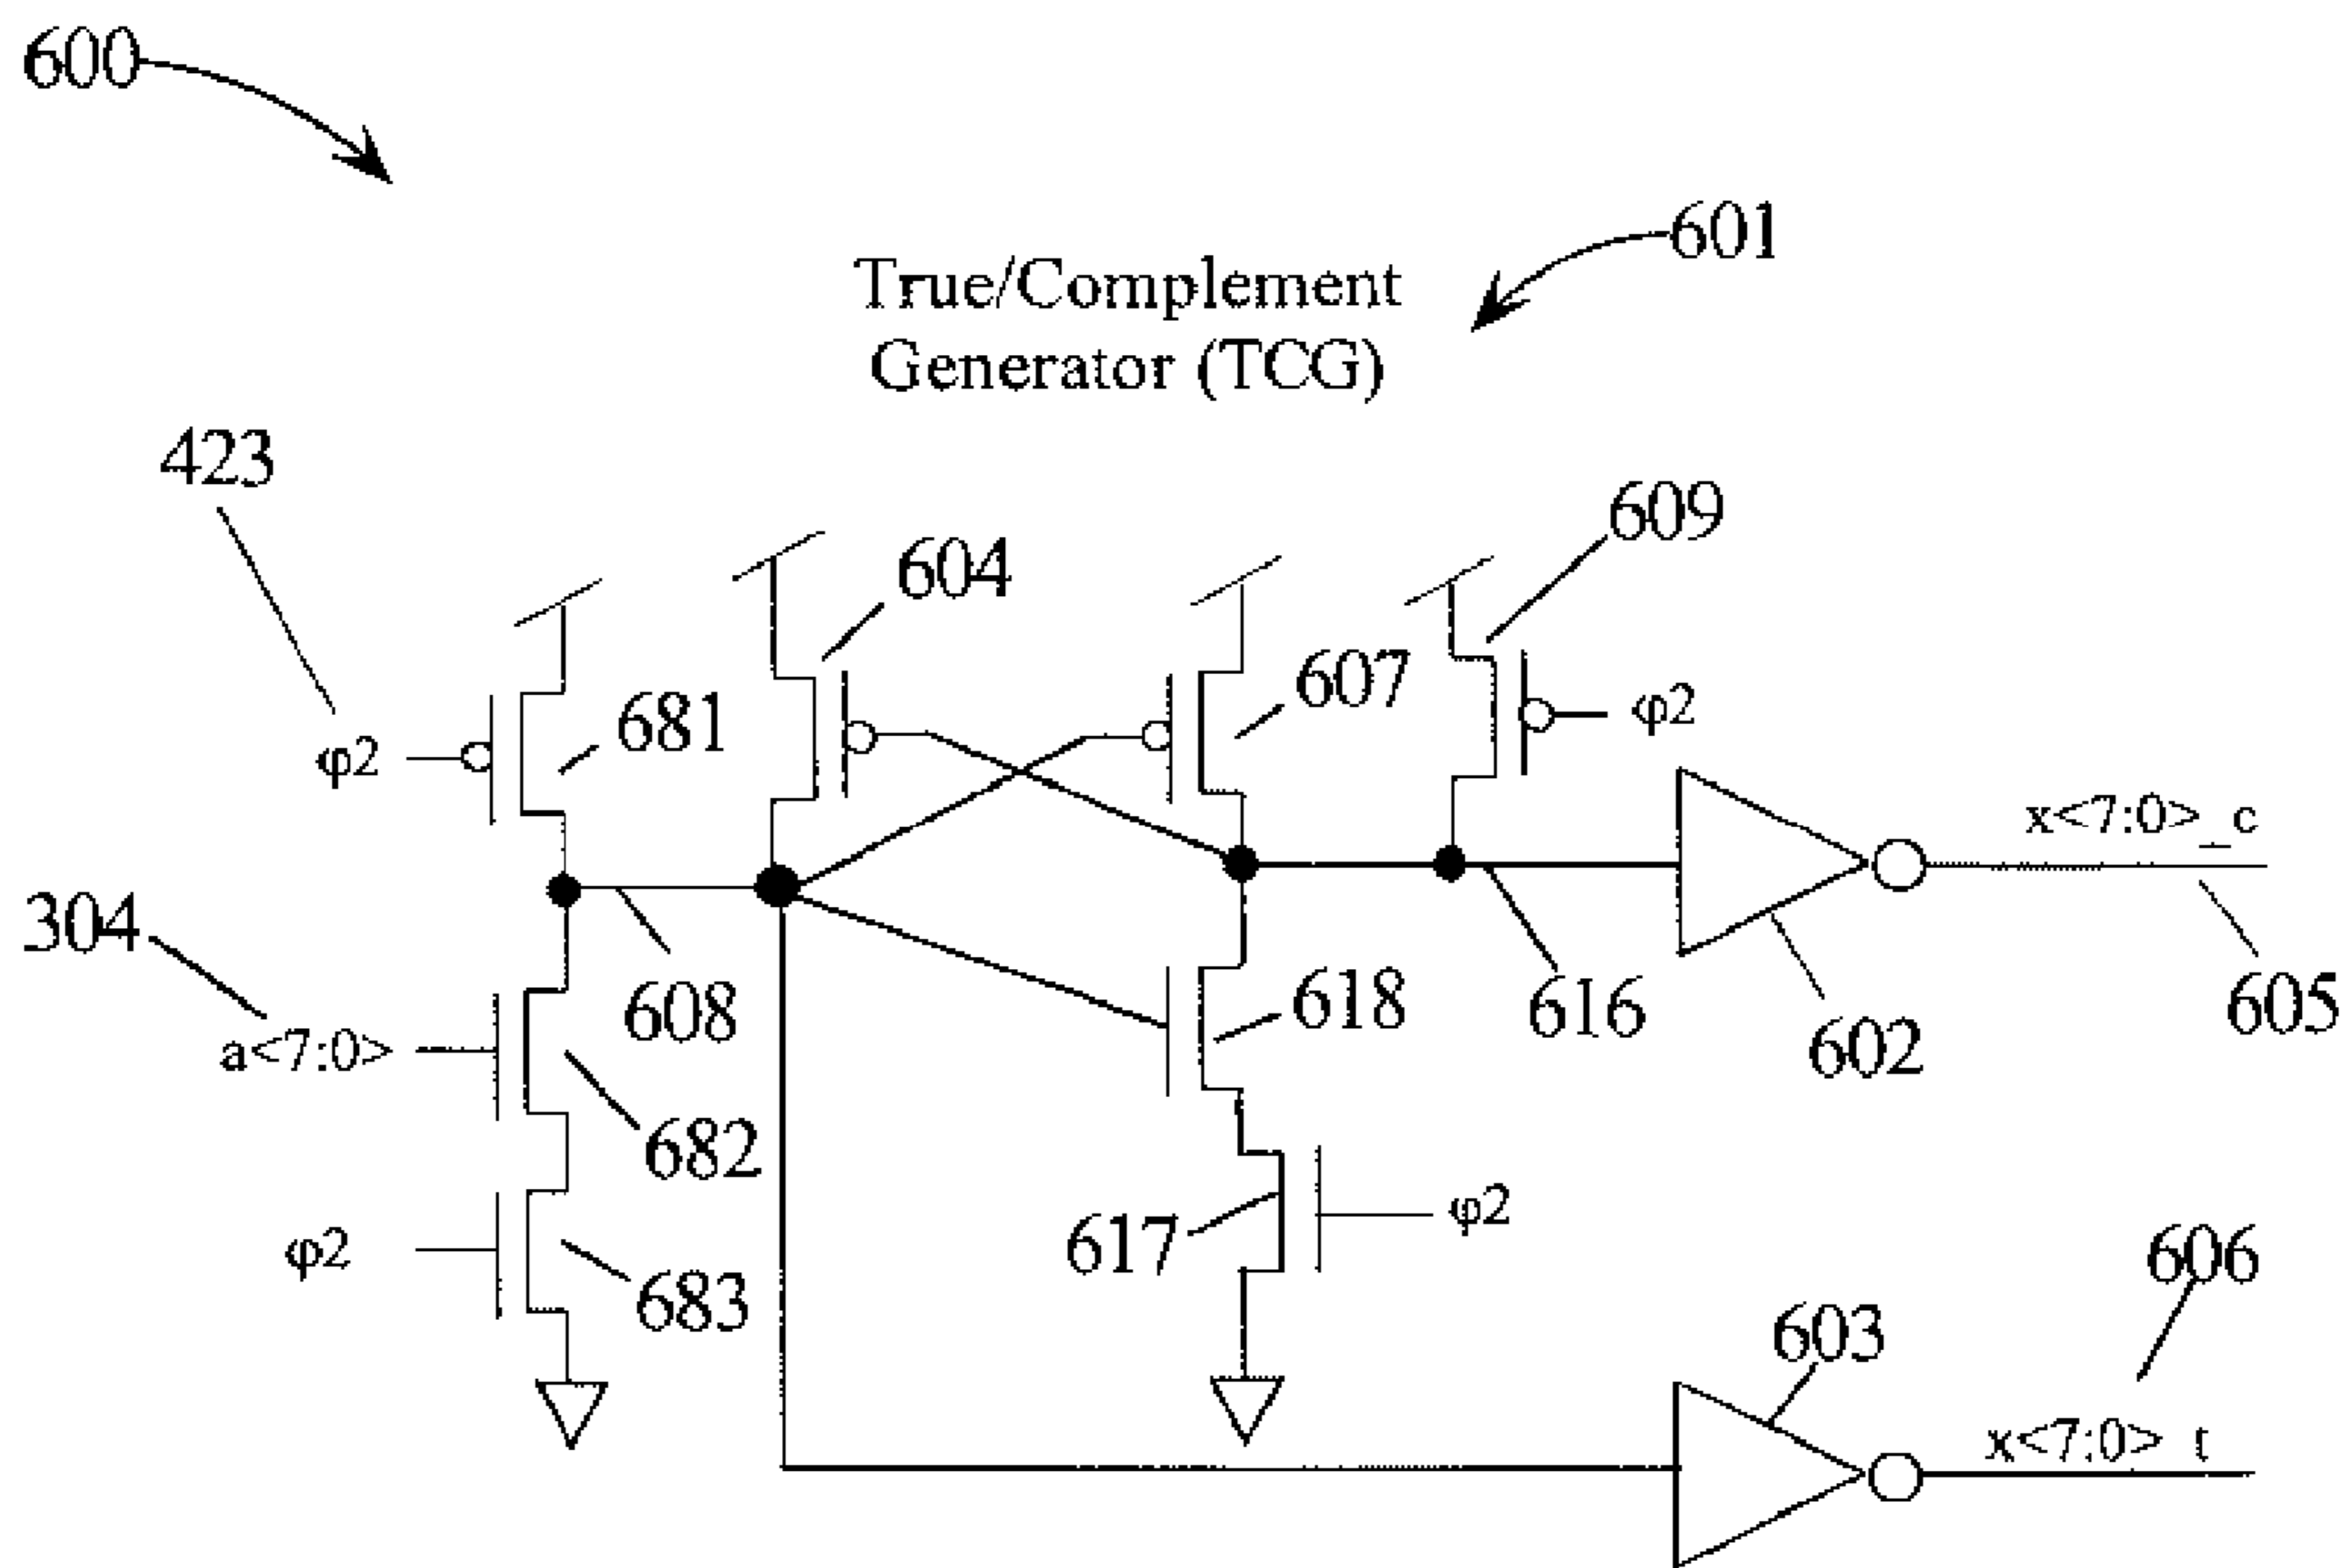 600
601
True/Complement
Generator (TCG)
423
609
604
607
681
φ2
φ2
x<7:0>_c
304
608
618
616
602
605
a<7:0>
682
617
φ2
606
φ2
683
603
x<7:0>_t